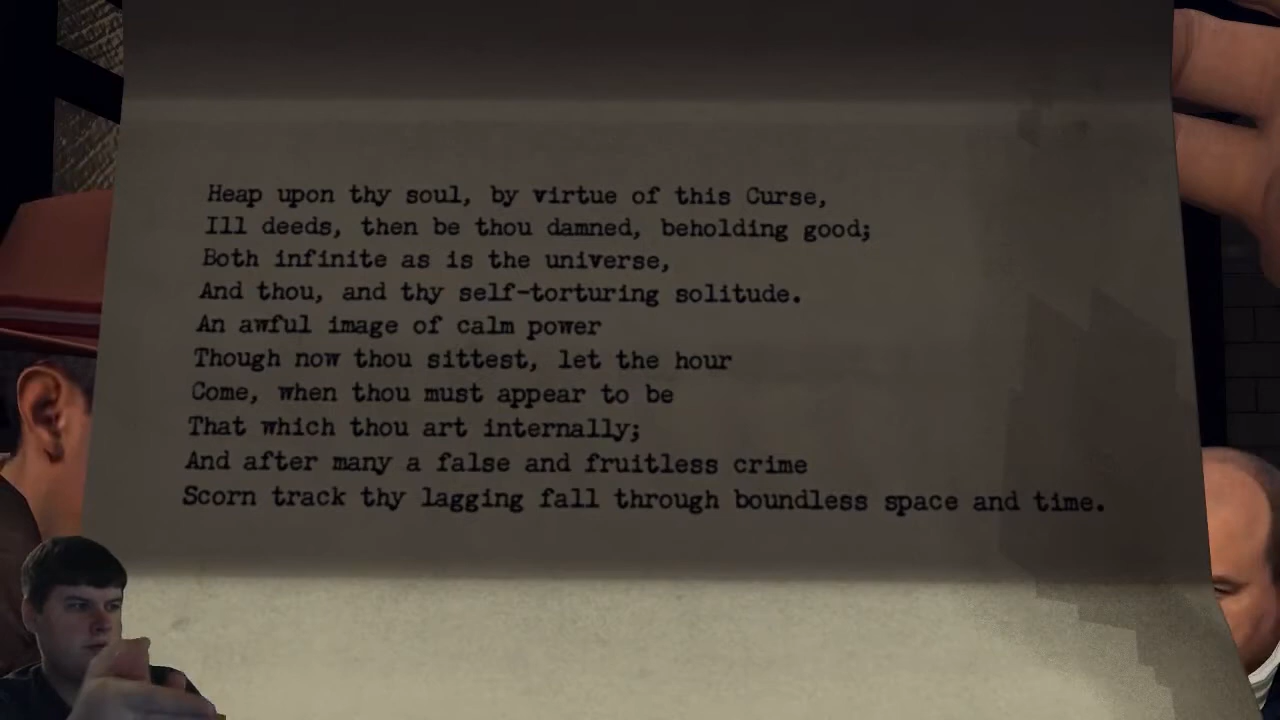 Heap upon thy soul, by virtue of this Curse,
Ill deeds, then be thou damned, beholding good;
Both infinite as is the universe,
And thou, and thy self-torturing solitude.
An awful image of calm power
Though now thou sittest, let the hour
Come, when thou must appear to be
That which thou art internally;
And after many a false and fruitless crime
Scorn track thy lagging fall through boundless space and time.